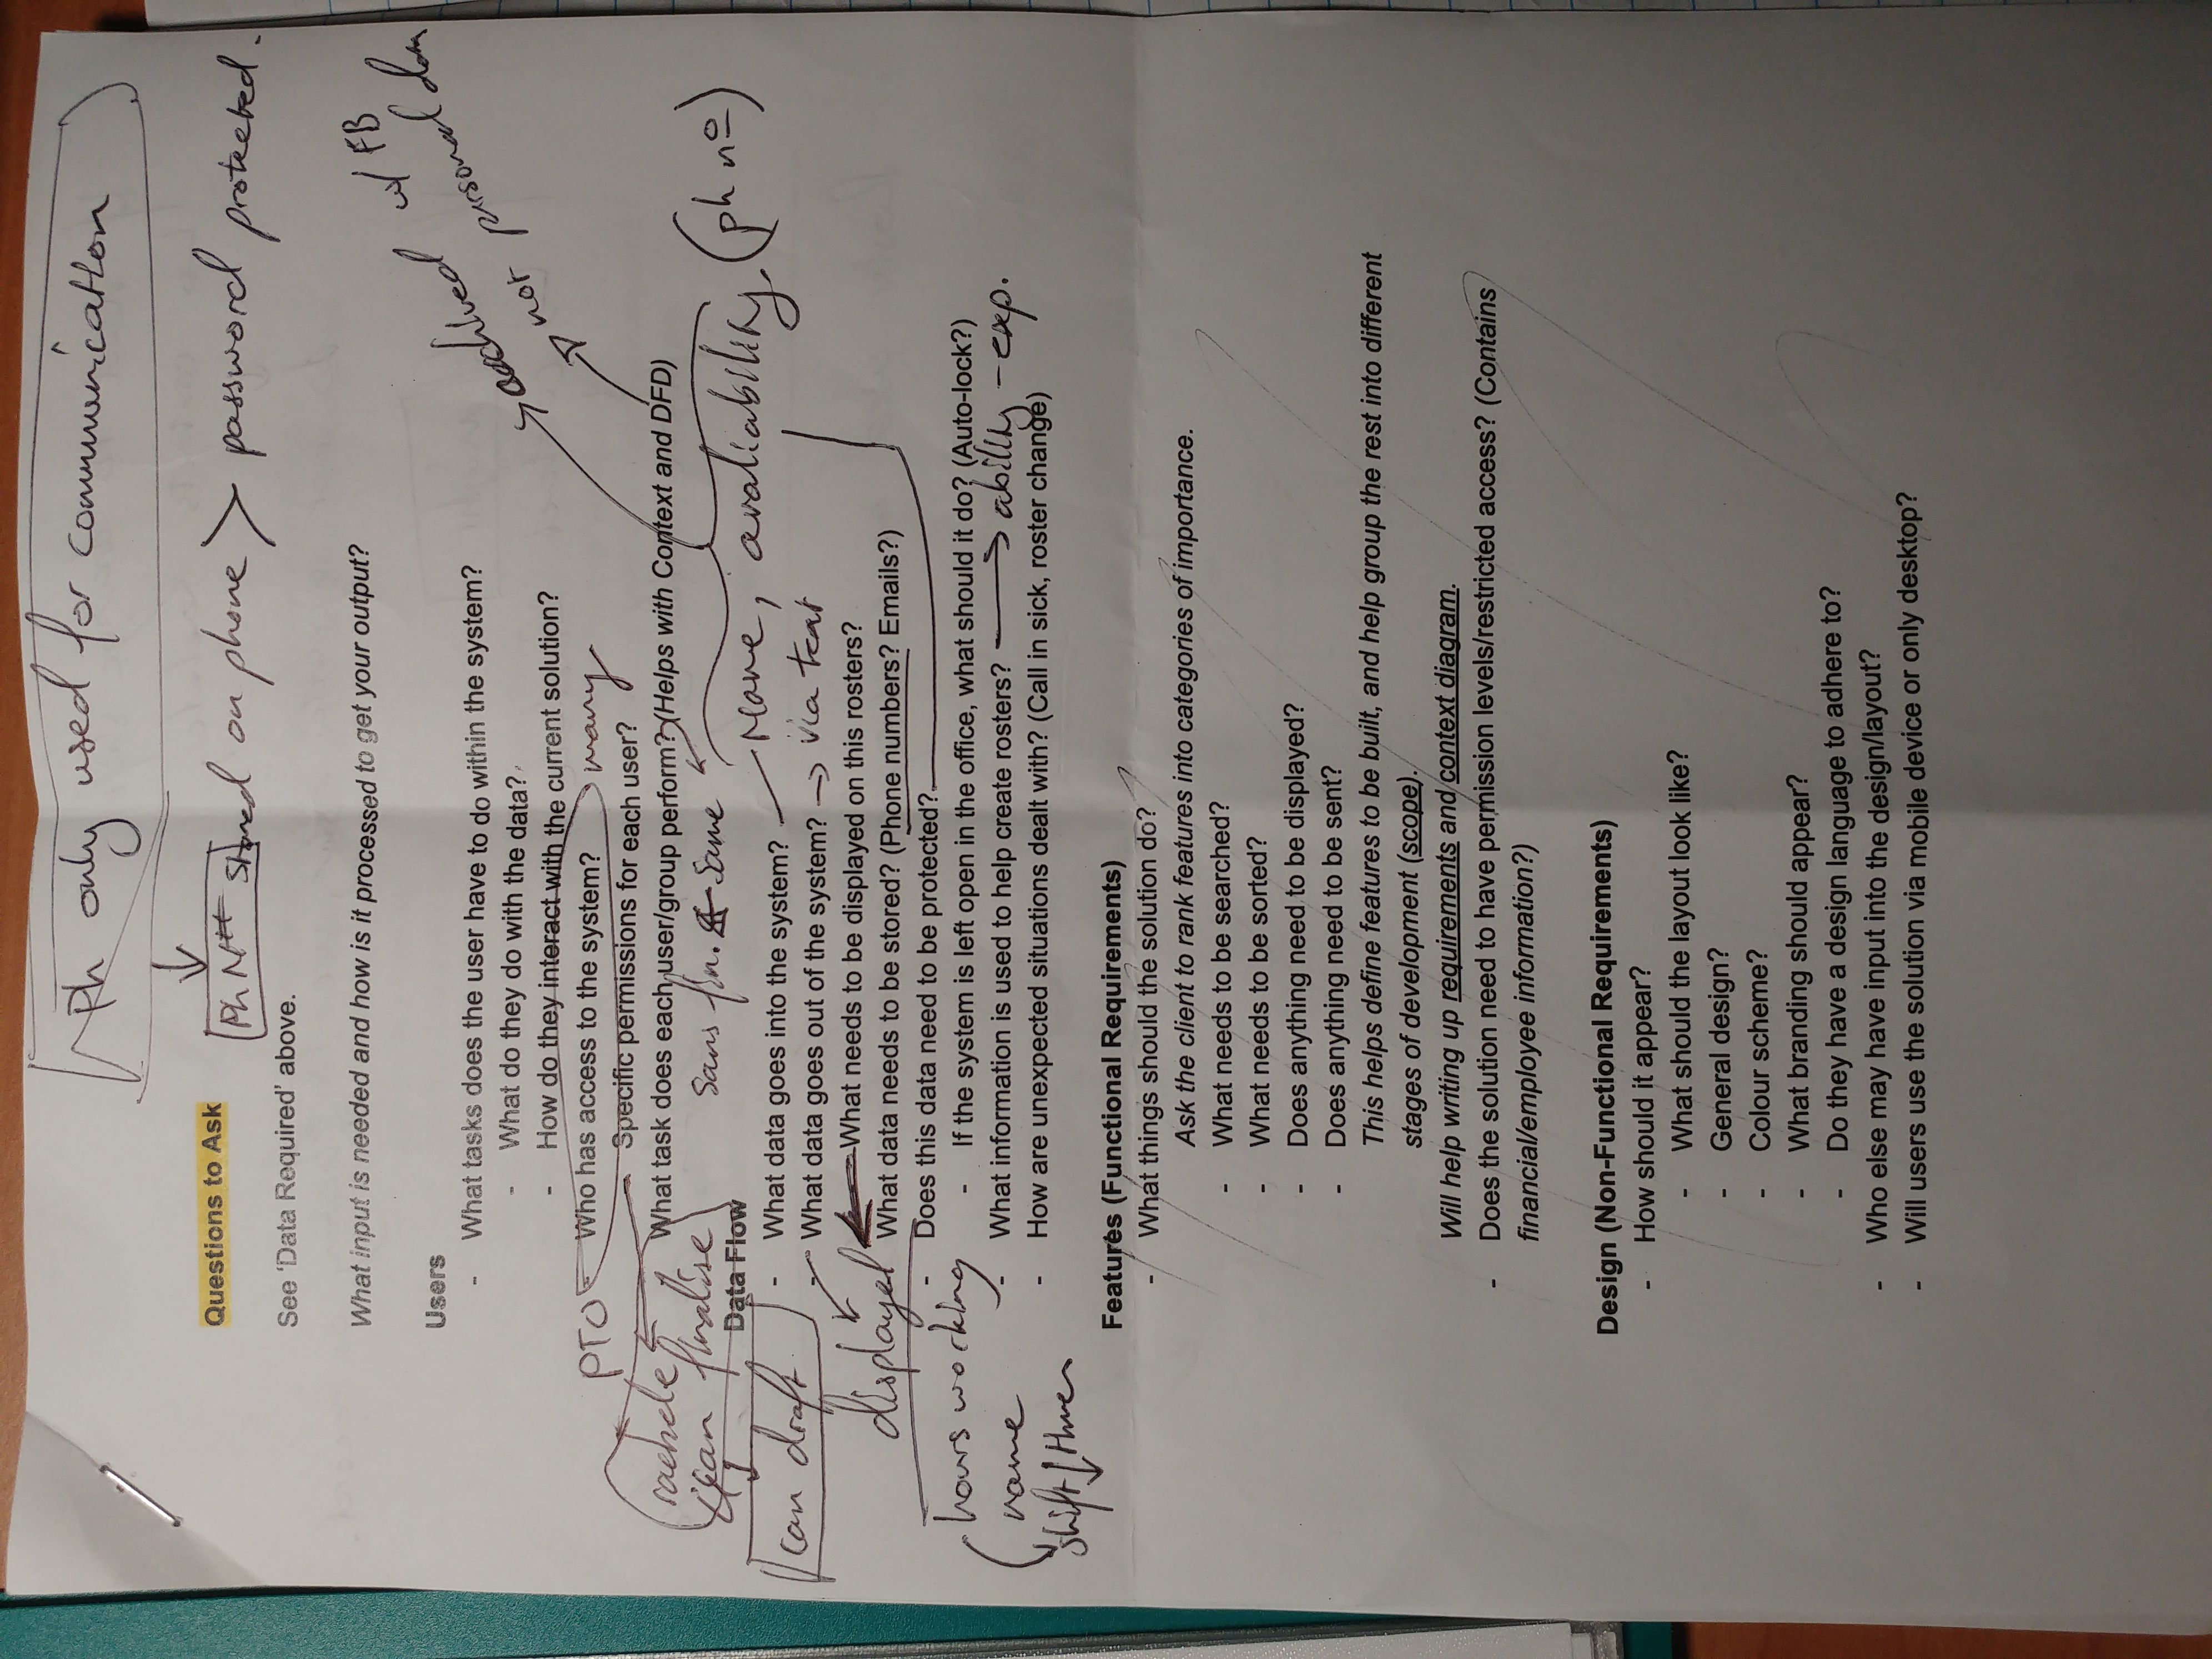 Ph only used for communication
Questions to Ask
Ph N stored on phone > password protected.
See 'Data Required' above.
What input is needed and how is it processed to get your output?
w/ FB
not personal
Users
- What tasks does the user have to do within the system?
- What do they do with the data?
- How do they interact with the current solution?
PTO - Who has access to the system? many
- Specific permissions for each user?
rachele
can finalise
What task does each user/group perform? (Helps with Context and DFD)
Sans fin. Same
Data Flow
can draft
- What data goes into the system? Name, avaliability, (ph nº)
- What data goes out of the system? → via text
- What needs to be displayed on this rosters?
displayed
What data needs to be stored? (Phone numbers? Emails?)
- Does this data need to be protected?
hours working
- If the system is left open in the office, what should it do? (Auto-lock?)
name
- What information is used to help create rosters? → ability - exp.
- How are unexpected situations dealt with? (Call in sick, roster change)
shift
Features (Functional Requirements)
- What things should the solution do?
Ask the client to rank features into categories of importance.
- What needs to be searched?
- What needs to be sorted?
- Does anything need to be displayed?
- Does anything need to be sent?
This helps define features to be built, and help group the rest into different
stages of development (scope).
Will help writing up requirements and context diagram.
- Does the solution need to have permission levels/restricted access? (Contains
financial/employee information?)
Design (Non-Functional Requirements)
- How should it appear?
- What should the layout look like?
- General design?
- Colour scheme?
- What branding should appear?
- Do they have a design language to adhere to?
- Who else may have input into the design/layout?
- Will users use the solution via mobile device or only desktop?